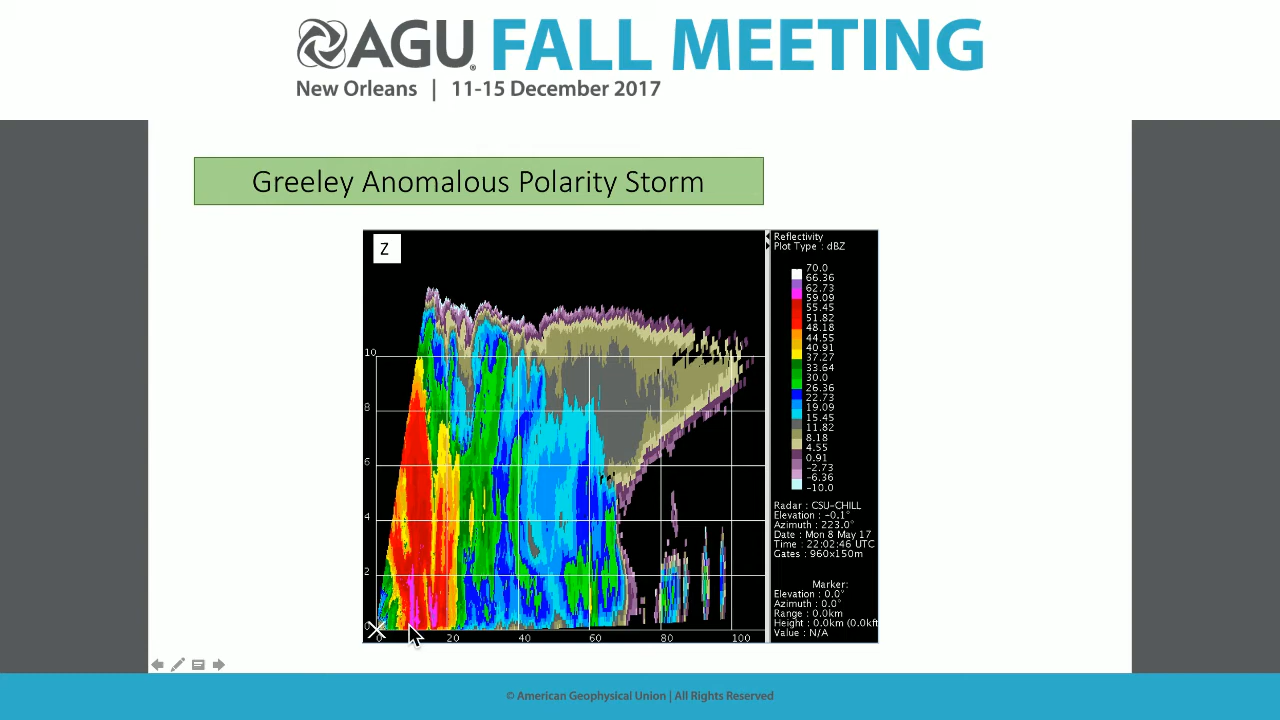 AGU FALL MEETING
New Orleans | 11-15 December 2017
Greeley Anomalous Polarity Storm
Z
10
8
6
4
2
0
0 20 40 60 80 100
Reflectivity
Plot Type : dBZ
70.0
66.36
62.73
59.09
55.45
51.82
48.18
44.55
40.91
37.27
33.64
30.0
26.36
22.73
19.09
15.45
11.82
8.18
4.55
0.91
-2.73
-6.36
-10.0
Radar : CSU-CHILL
Elevation : -0.1°
Azimuth : 223.0°
Date : Mon 8 May 17
Time : 22:02:46 UTC
Gates : 960x150m
Marker:
Elevation : 0.0°
Azimuth : 0.0°
Range : 0.0km
Height : 0.0km (0.0kft
Value : N/A
© American Geophysical Union | All Rights Reserved